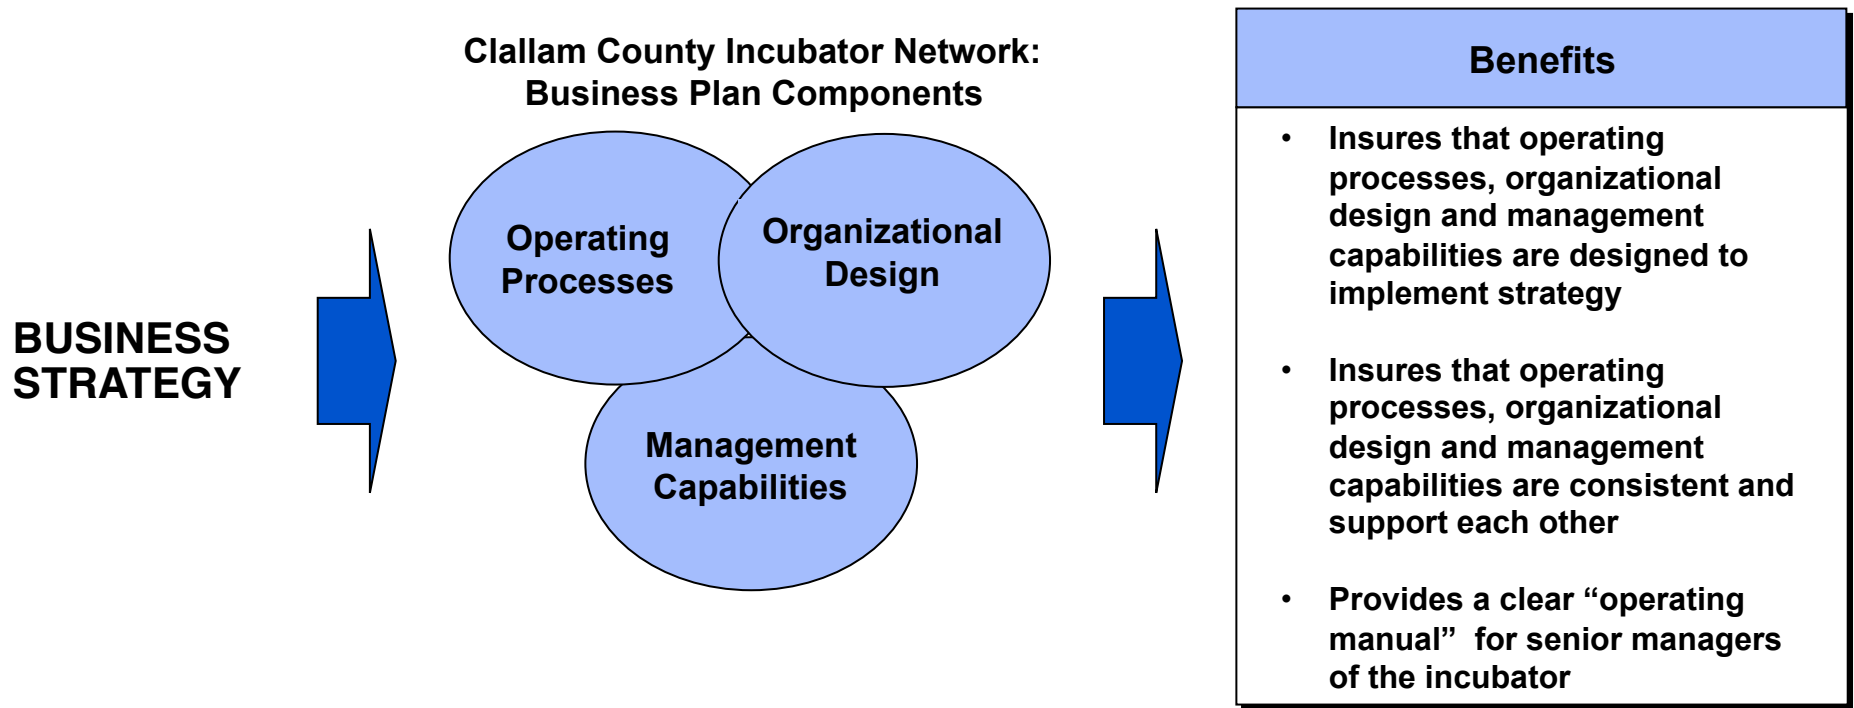 Clallam County Incubator Network:
Business Plan Components
BUSINESS
STRATEGY
Operating
Processes
Organizational
Design
Management
Capabilities
Benefits
• Insures that operating
processes, organizational
design and management
capabilities are designed to
implement strategy
• Insures that operating
processes, organizational
design and management
capabilities are consistent and
support each other
• Provides a clear “operating
manual”  for senior managers
of the incubator